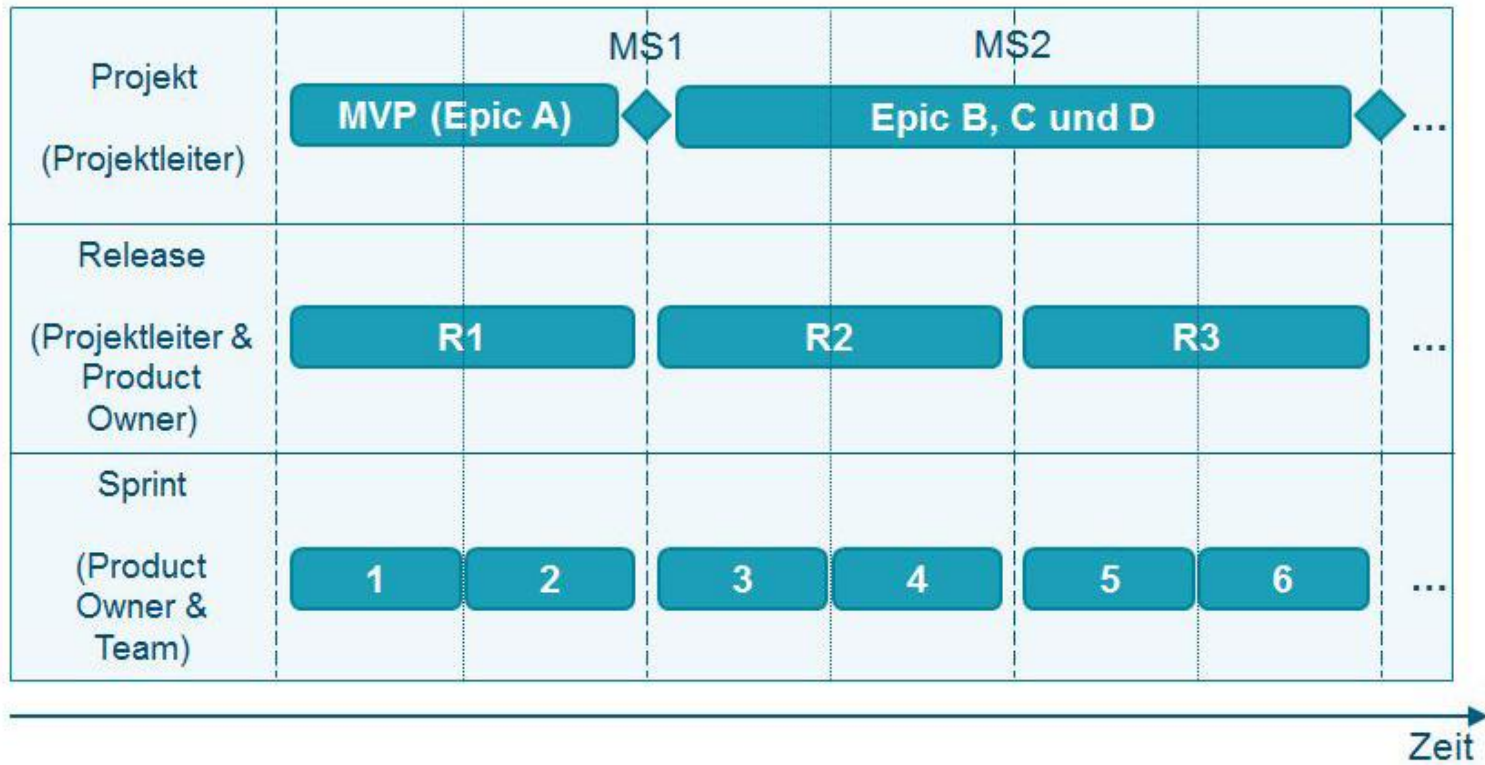 MS1
MS2
Projekt
(Projektleiter)
MVP (Epic A)
Epic B, C und D
...
Release
(Projektleiter &
Product
Owner)
R1
R2
R3
...
Sprint
(Product
Owner &
Team)
1
2
3
4
5
6
...
Zeit